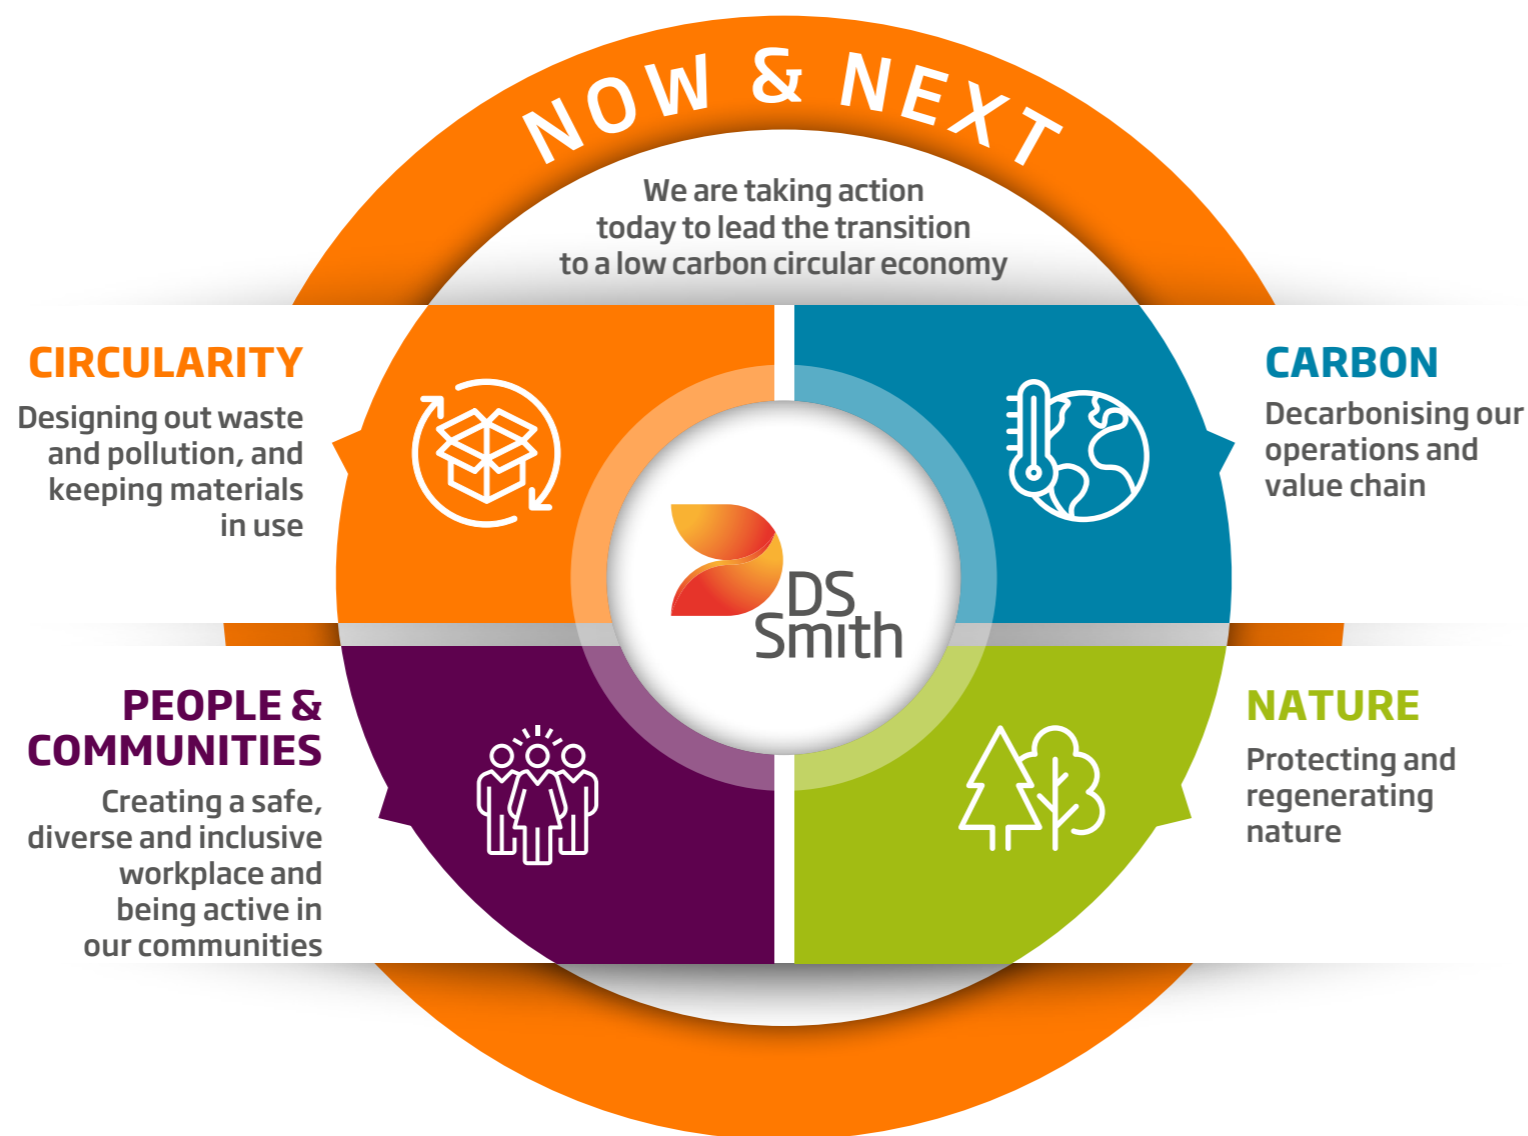 NOW & NEXT
We are taking action
today to lead the transition
to a low carbon circular economy
CIRCULARITY
Designing out waste
and pollution, and
keeping materials
in use
CARBON
Decarbonising our
operations and
value chain
DS
Smith
PEOPLE &
COMMUNITIES
Creating a safe,
diverse and inclusive
workplace and
being active in
our communities
NATURE
Protecting and
regenerating
nature